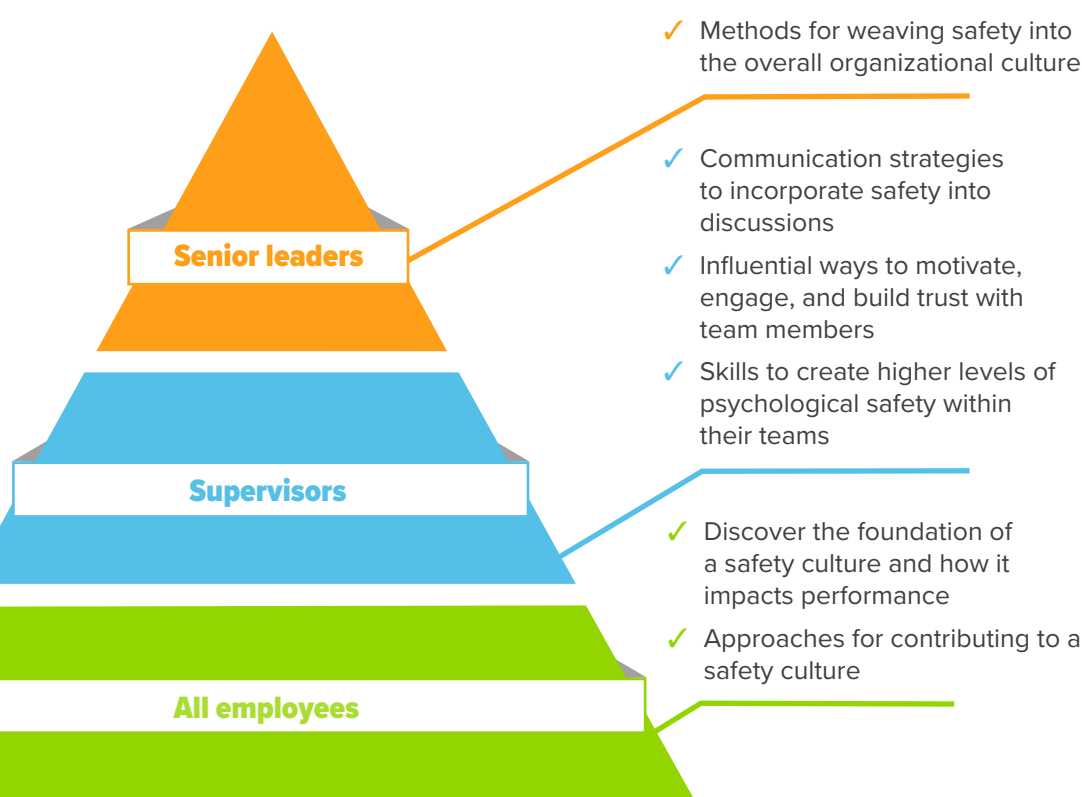 ✓ Methods for weaving safety into
the overall organizational culture
Senior leaders
✓ Communication strategies
to incorporate safety into
discussions
✓ Influential ways to motivate,
engage, and build trust with
team members
✓ Skills to create higher levels of
psychological safety within
their teams
Supervisors
✓ Discover the foundation of
a safety culture and how it
impacts performance
✓ Approaches for contributing to a
safety culture
All employees